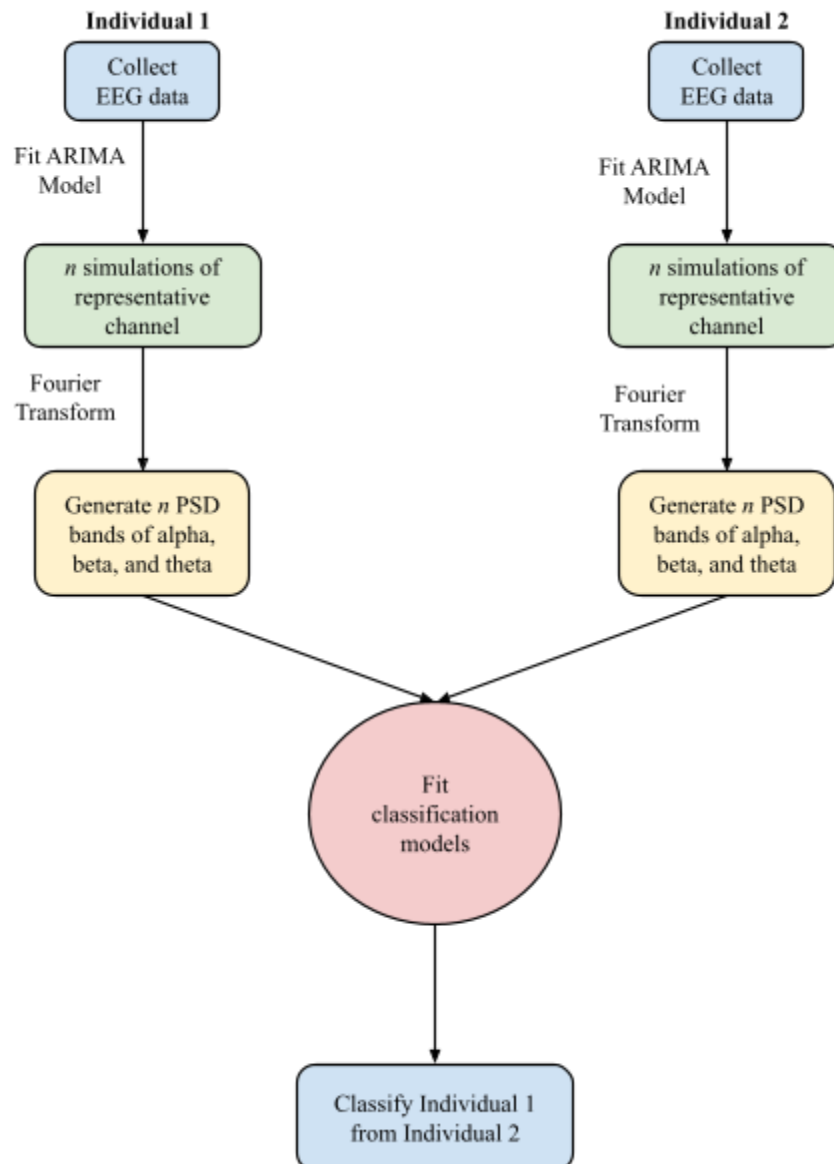 Individual 1
Collect
EEG data
Fit ARIMA
Model
n simulations of
representative
channel
Fourier
Transform
Generate n PSD
bands of alpha,
beta, and theta
Individual 2
Collect
EEG data
Fit ARIMA
Model
n simulations of
representative
channel
Fourier
Transform
Generate n PSD
bands of alpha,
beta, and theta
Fit
classification
models
Classify Individual 1
from Individual 2